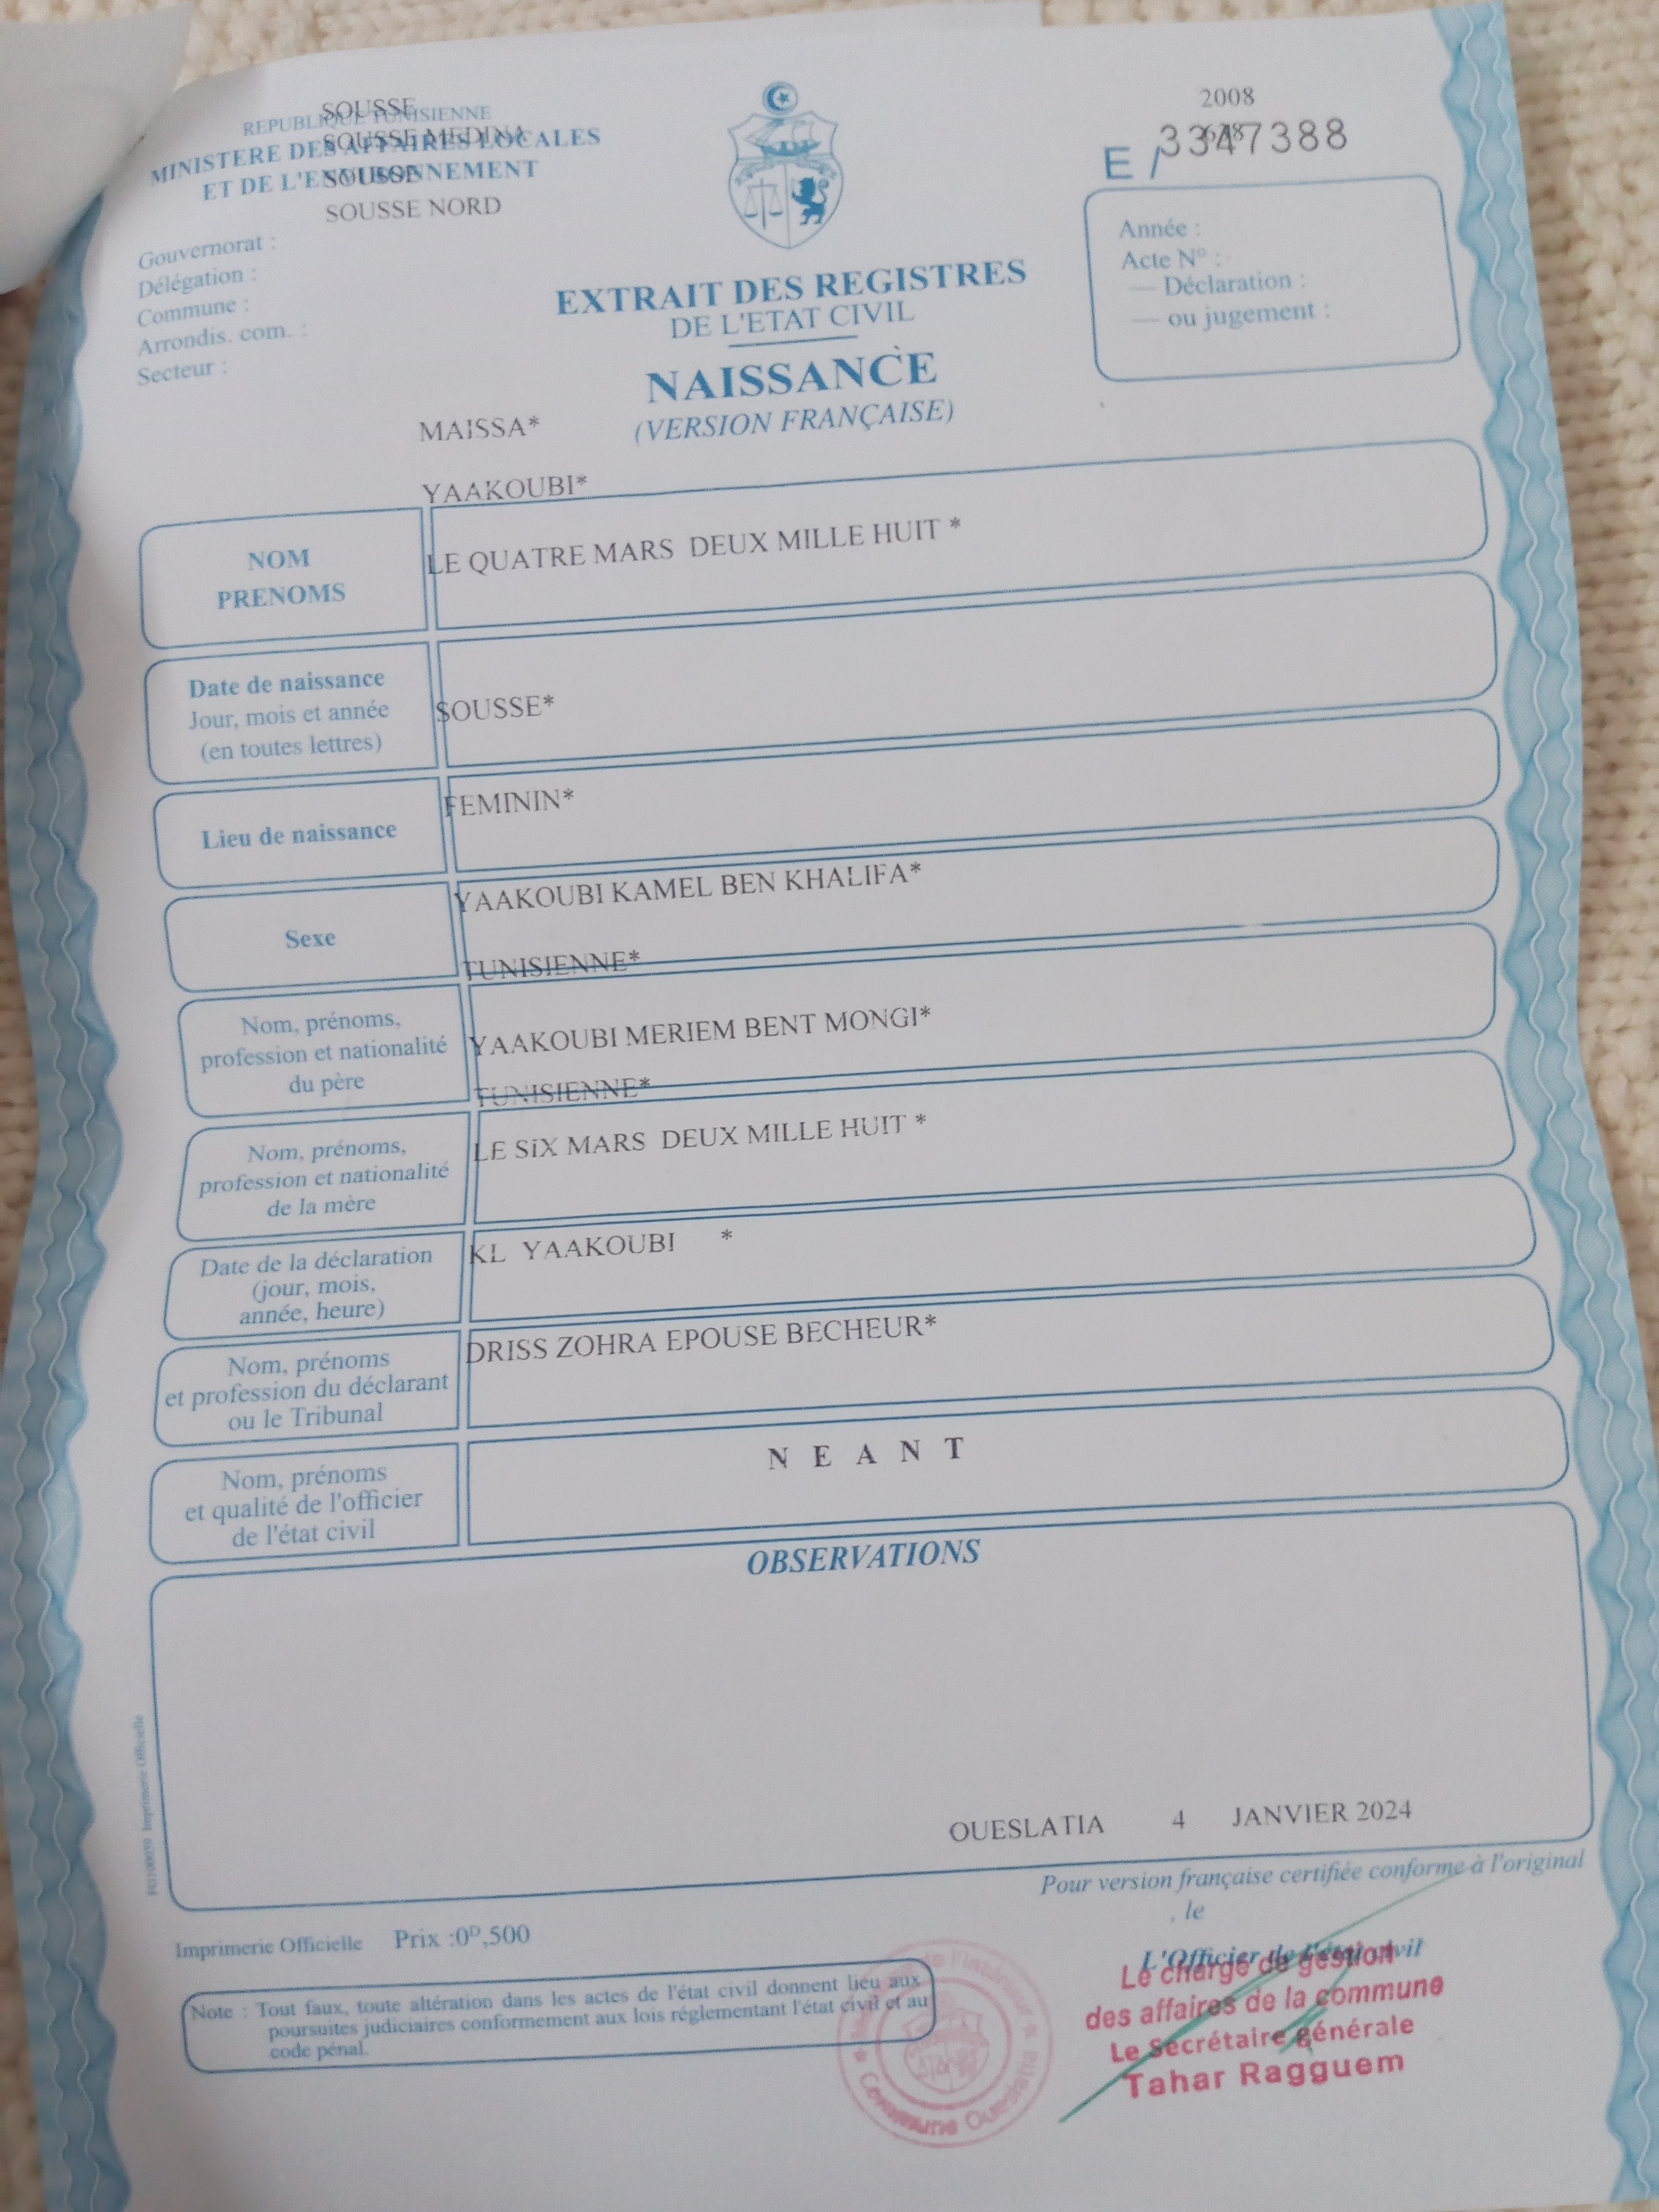 REPUBLIQUE TUNISIENNE
MINISTERE DES AFFAIRES LOCALES
ET DE L'ENVIRONNEMENT
SOUSSE
SOUSSE MEDINA
SOUSSE
SOUSSE NORD
Gouvernorat :
Délégation :
Commune :
Arrondis. com. :
Secteur :
2008
E / 3347388
Année :
Acte N° :
— Déclaration :
— ou jugement :
EXTRAIT DES REGISTRES
DE L'ETAT CIVIL
NAISSANCE
(VERSION FRANÇAISE)
MAISSA*
YAAKOUBI*
NOM
PRENOMS
LE QUATRE MARS DEUX MILLE HUIT *
Date de naissance
Jour, mois et année
(en toutes lettres)
SOUSSE*
Lieu de naissance
FEMININ*
Sexe
YAAKOUBI KAMEL BEN KHALIFA*
TUNISIENNE*
Nom, prénoms,
profession et nationalité
du père
YAAKOUBI MERIEM BENT MONGI*
TUNISIENNE*
Nom, prénoms,
profession et nationalité
de la mère
LE SiX MARS DEUX MILLE HUIT *
Date de la déclaration
(jour, mois,
année, heure)
KL YAAKOUBI *
Nom, prénoms
et profession du déclarant
ou le Tribunal
DRISS ZOHRA EPOUSE BECHEUR*
Nom, prénoms
et qualité de l'officier
de l'état civil
N E A N T
OBSERVATIONS
OUESLATIA 4 JANVIER 2024
Pour version française certifiée conforme à l'original
, le
L'Officier de l'état civil
Le chargé de gestion
des affaires de la commune
Le Secrétaire générale
Tahar Ragguem
Imprimerie Officielle Prix :0ᴰ,500
Note : Tout faux, toute altération dans les actes de l'état civil donnent lieu aux
poursuites judiciaires conformement aux lois réglementant l'état civil et au
code pénal.
de l'Intérieur
Commune Oueslatia
Imprimerie Officielle